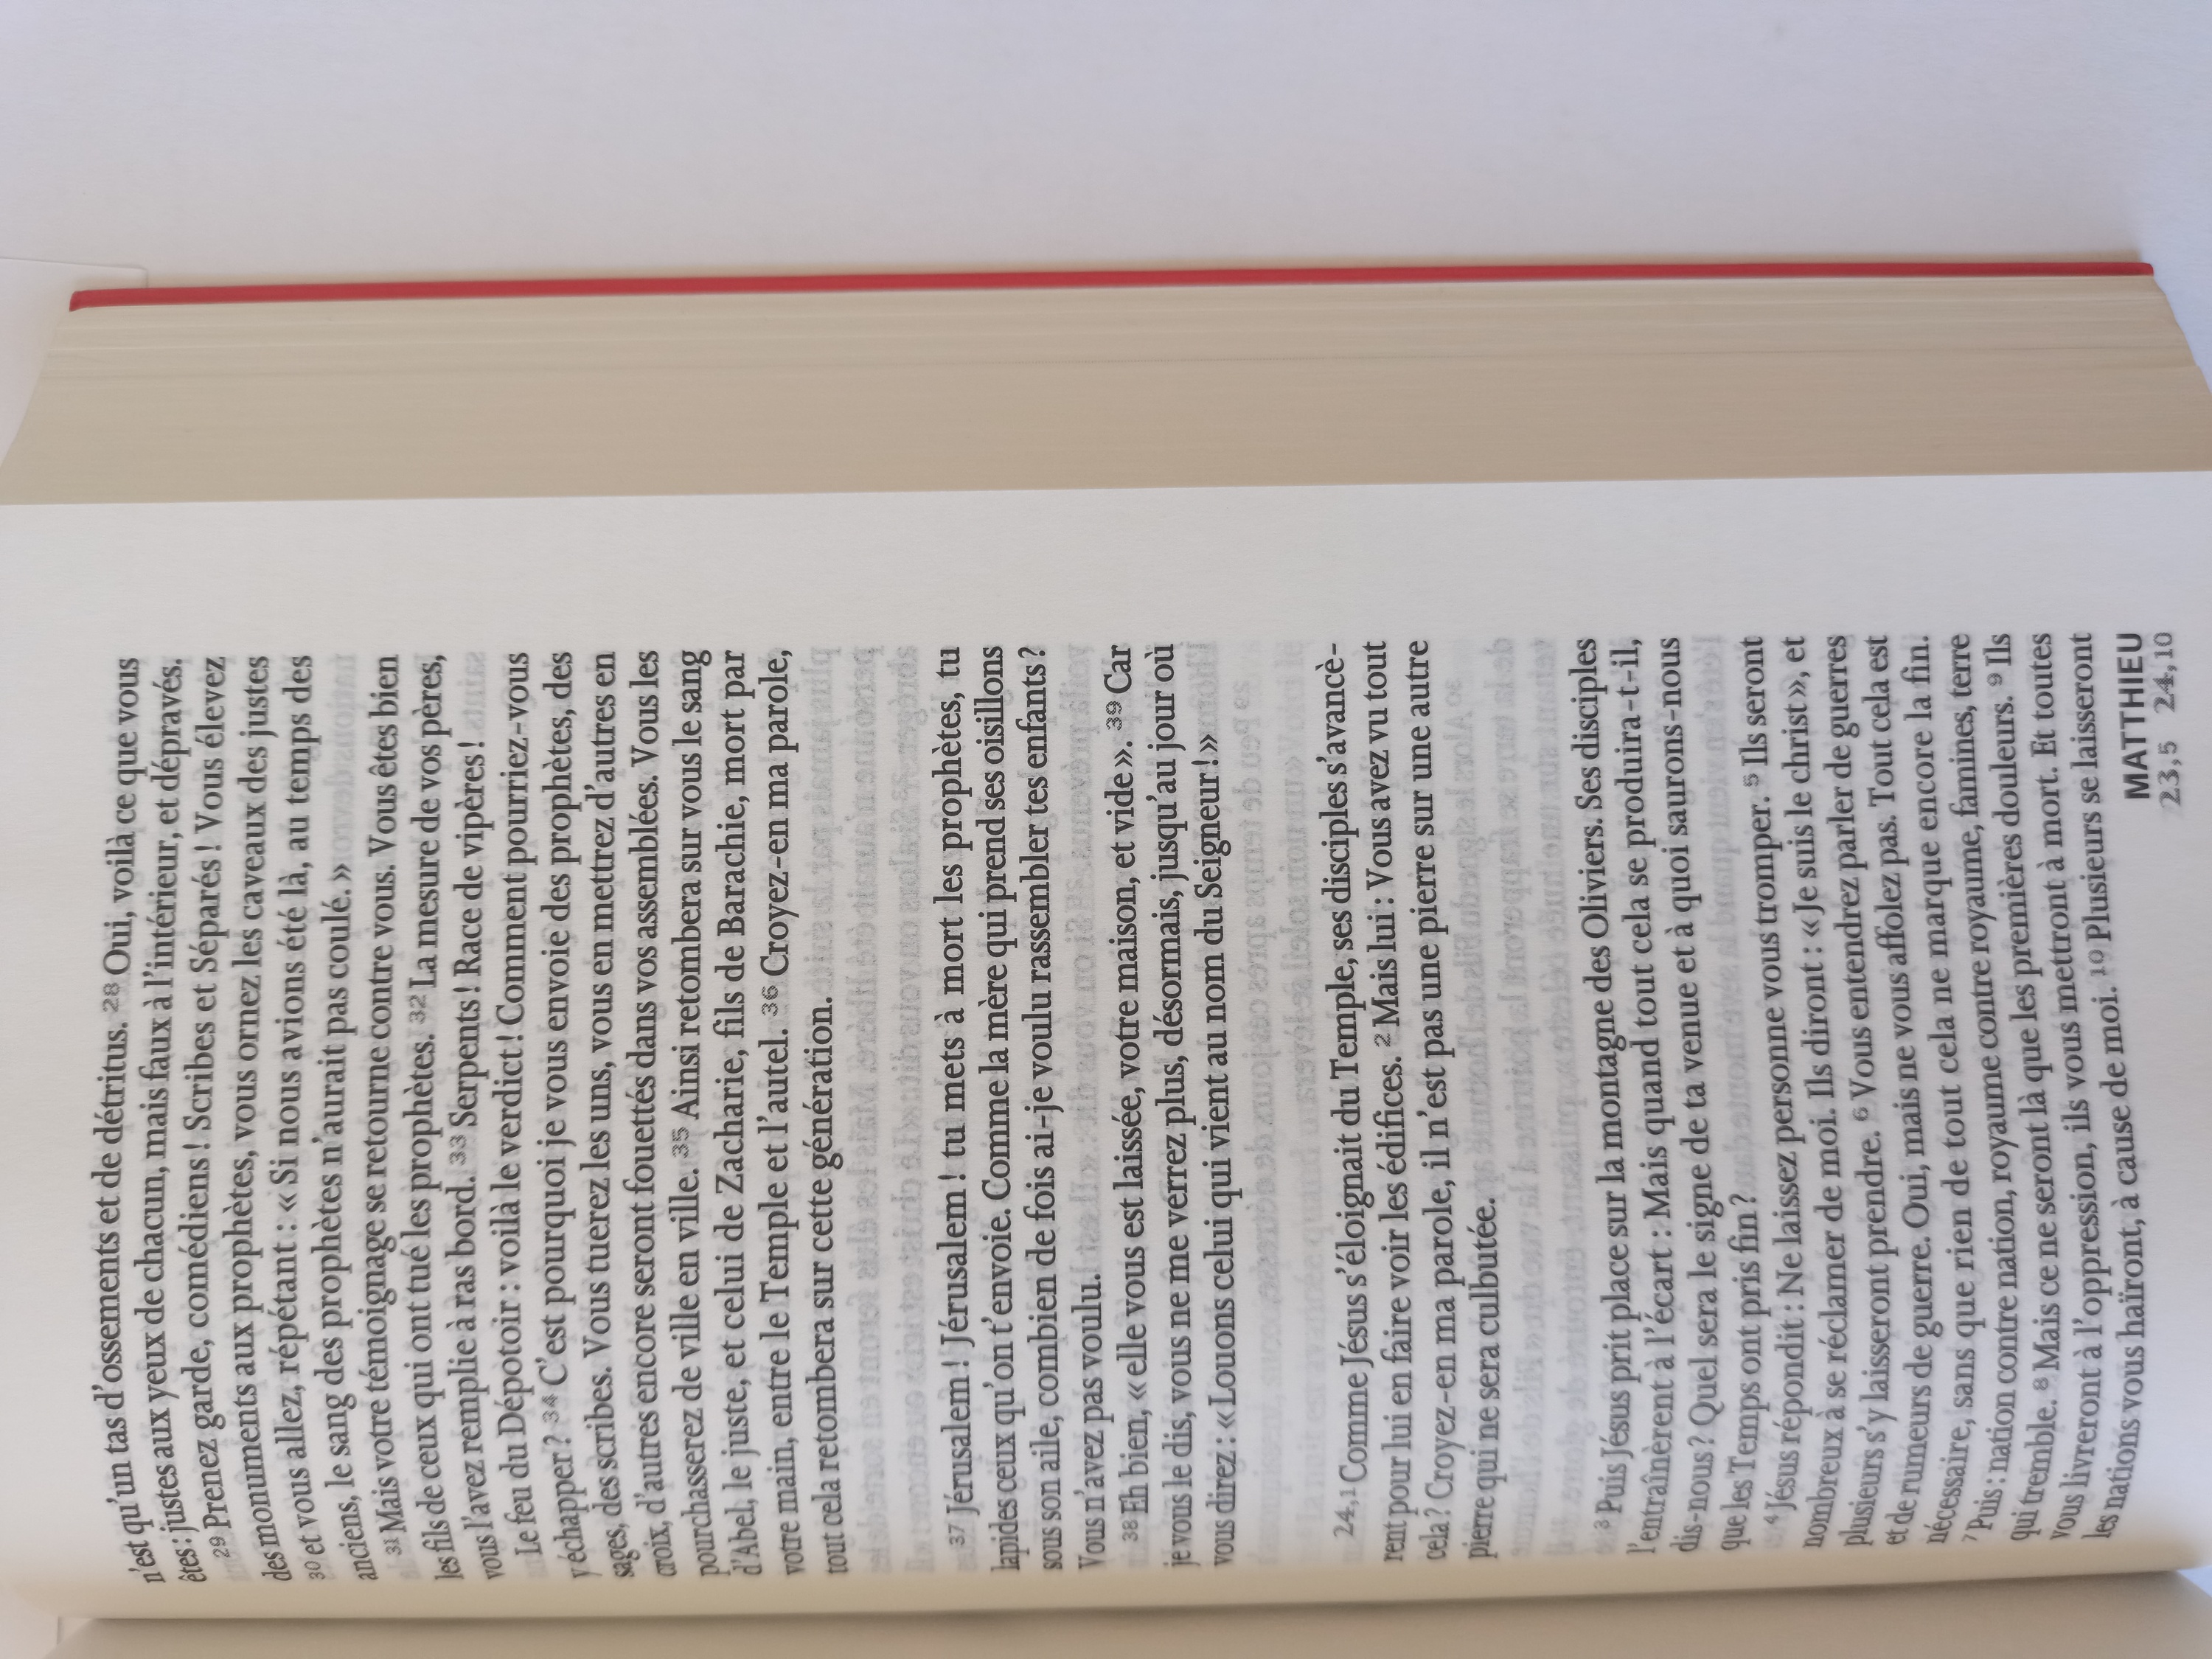 n'est qu'un tas d'ossements et de détritus. 28 Oui, voilà ce que vous
êtes : justes aux yeux de chacun, mais faux à l'intérieur, et dépravés.
29 Prenez garde, comédiens ! Scribes et Séparés ! Vous élevez
des monuments aux prophètes, vous ornez les caveaux des justes
30 et vous allez, répétant : « Si nous avions été là, au temps des
anciens, le sang des prophètes n'aurait pas coulé. »
31 Mais votre témoignage se retourne contre vous. Vous êtes bien
les fils de ceux qui ont tué les prophètes. 32 La mesure de vos pères,
vous l'avez remplie à ras bord. 33 Serpents ! Race de vipères !
Le feu du Dépotoir : voilà le verdict ! Comment pourriez-vous
y échapper ? 34 C'est pourquoi je vous envoie des prophètes, des
sages, des scribes. Vous tuerez les uns, vous en mettrez d'autres en
croix, d'autres encore seront fouettés dans vos assemblées. Vous les
pourchasserez de ville en ville. 35 Ainsi retombera sur vous le sang
d'Abel, le juste, et celui de Zacharie, fils de Barachie, mort par
votre main, entre le Temple et l'autel. 36 Croyez-en ma parole,
tout cela retombera sur cette génération.
37 Jérusalem ! Jérusalem ! tu mets à mort les prophètes, tu
lapides ceux qu'on t'envoie. Comme la mère qui prend ses oisillons
sous son aile, combien de fois ai-je voulu rassembler tes enfants ?
Vous n'avez pas voulu.
38 Eh bien, « elle vous est laissée, votre maison, et vide ». 39 Car
je vous le dis, vous ne me verrez plus, désormais, jusqu'au jour où
vous direz : « Louons celui qui vient au nom du Seigneur ! »
24,1 Comme Jésus s'éloignait du Temple, ses disciples s'avancè-
rent pour lui en faire voir les édifices. 2 Mais lui : Vous avez vu tout
cela ? Croyez-en ma parole, il n'est pas une pierre sur une autre
pierre qui ne sera culbutée.
3 Puis Jésus prit place sur la montagne des Oliviers. Ses disciples
l'entraînèrent à l'écart : Mais quand tout cela se produira-t-il,
dis-nous ? Quel sera le signe de ta venue et à quoi saurons-nous
que les Temps ont pris fin ?
4 Jésus répondit : Ne laissez personne vous tromper. 5 Ils seront
nombreux à se réclamer de moi. Ils diront : « Je suis le christ », et
plusieurs s'y laisseront prendre. 6 Vous entendrez parler de guerres
et de rumeurs de guerre. Oui, mais ne vous affolez pas. Tout cela est
nécessaire, sans que rien de tout cela ne marque encore la fin.
7 Puis : nation contre nation, royaume contre royaume, famines, terre
qui tremble. 8 Mais ce ne seront là que les premières douleurs. 9 Ils
vous livreront à l'oppression, ils vous mettront à mort. Et toutes
les nations vous haïront, à cause de moi. 10 Plusieurs se laisseront
MATTHIEU
23,5 24,10